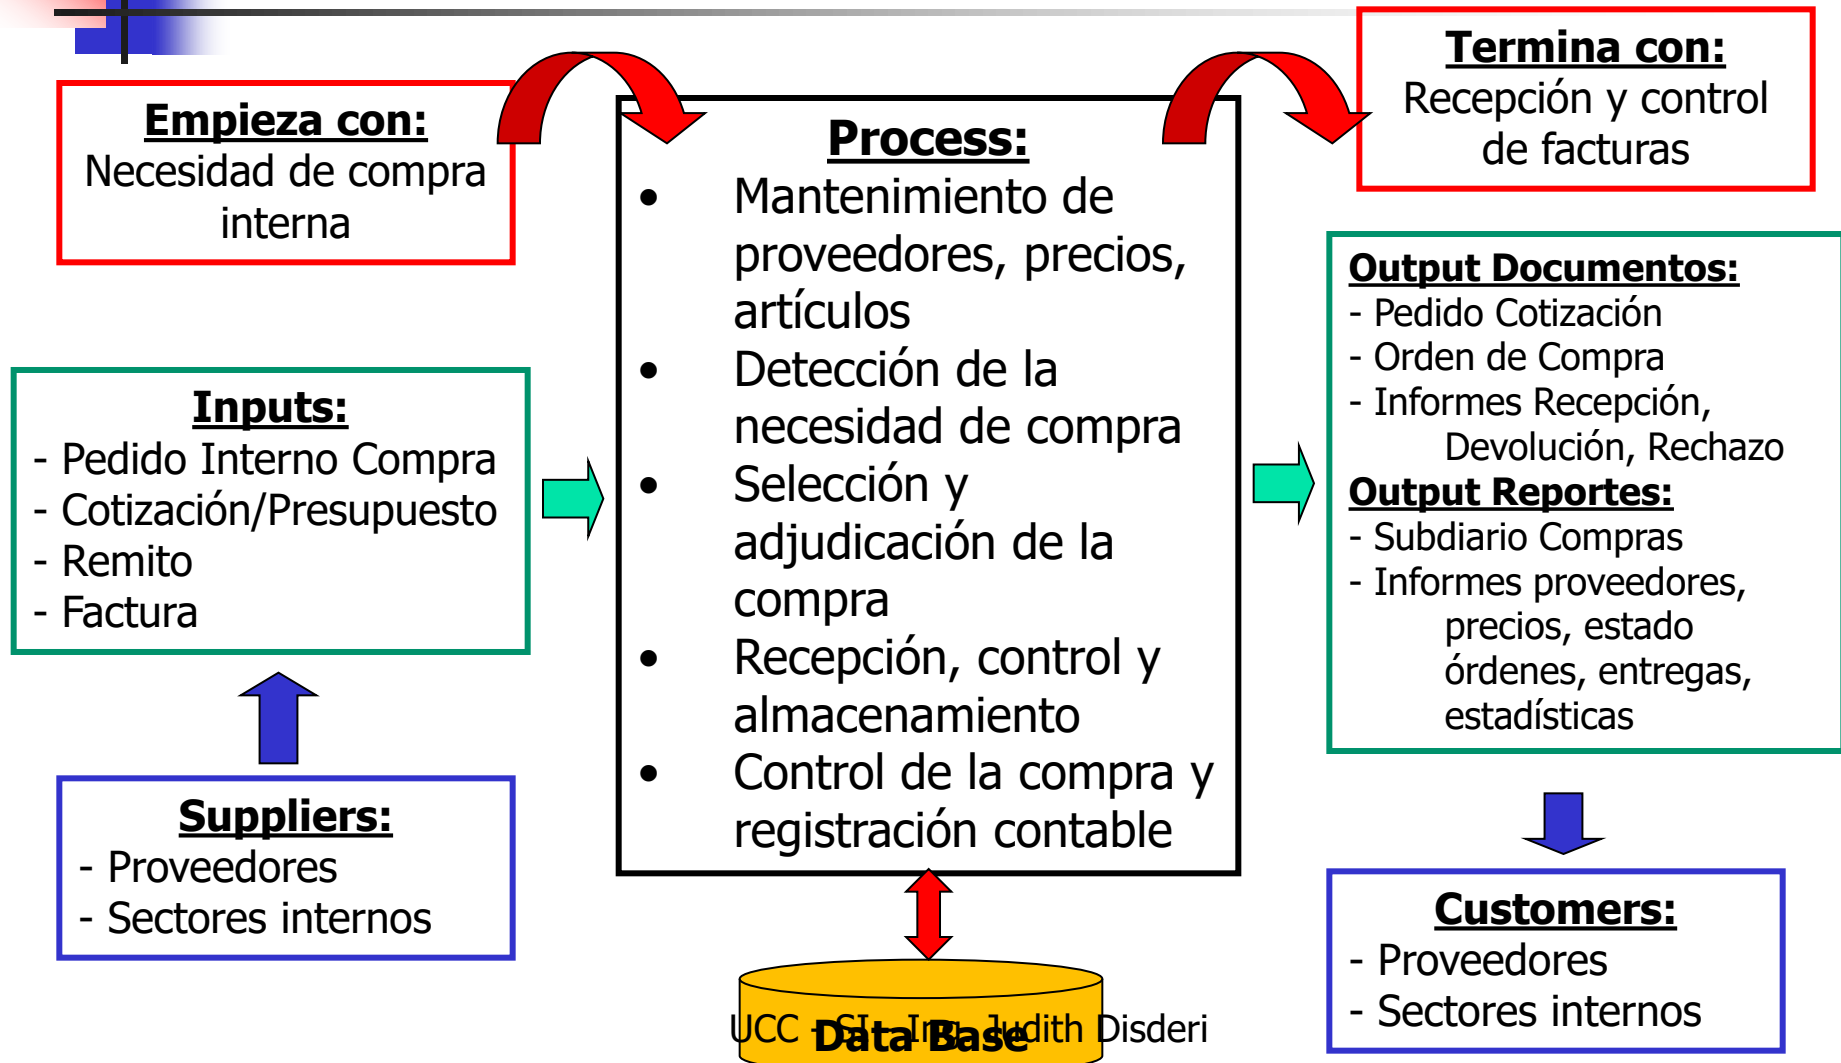 Empieza con:
Necesidad de compra
interna
Inputs:
- Pedido Interno Compra
- Cotización/Presupuesto
- Remito
- Factura
Suppliers:
- Proveedores
- Sectores internos
Process:
• Mantenimiento de
proveedores, precios,
artículos
• Detección de la
necesidad de compra
• Selección y
adjudicación de la
compra
• Recepción, control y
almacenamiento
• Control de la compra y
registración contable
Data Base
UCC - SI - Ing. Judith Disderi
Termina con:
Recepción y control
de facturas
Output Documentos:
- Pedido Cotización
- Orden de Compra
- Informes Recepción,
Devolución, Rechazo
Output Reportes:
- Subdiario Compras
- Informes proveedores,
precios, estado
órdenes, entregas,
estadísticas
Customers:
- Proveedores
- Sectores internos